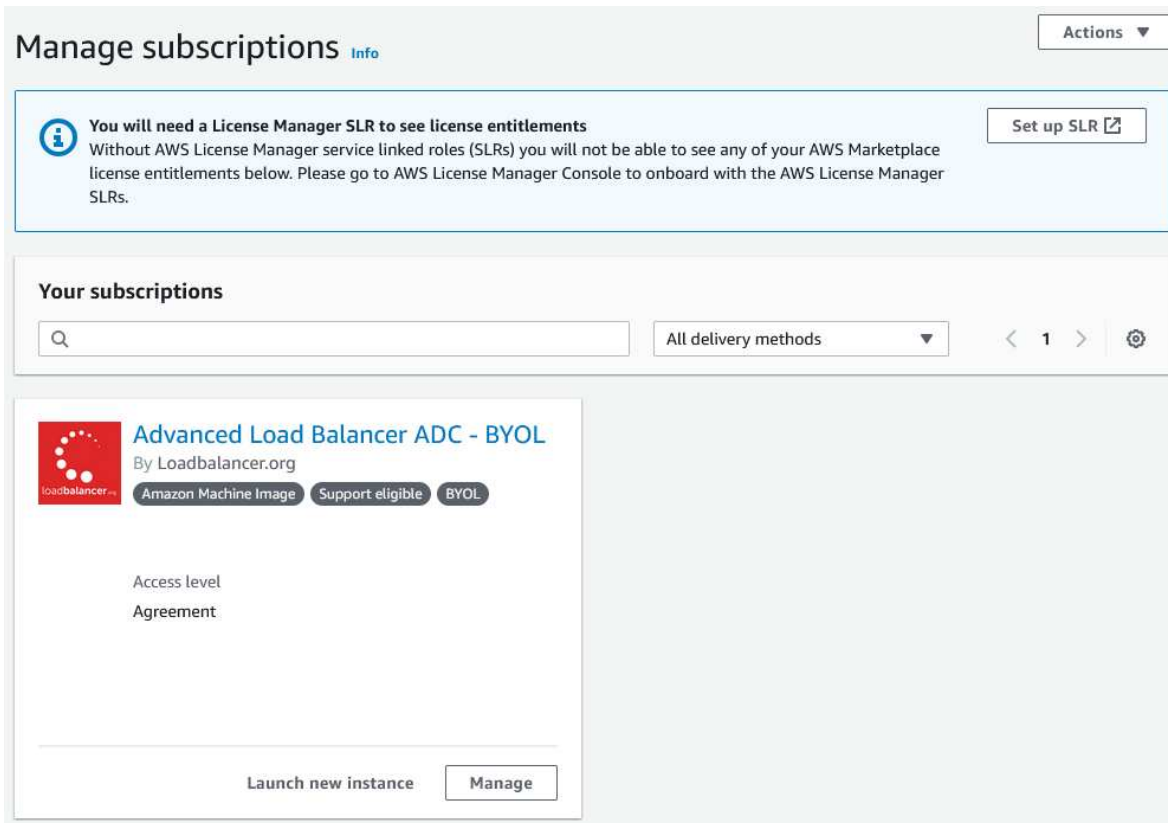 Manage subscriptions Info
Actions
You will need a License Manager SLR to see license entitlements
Set up SLR
Without AWS License Manager service linked roles (SLRs) you will not be able to see any of your AWS Marketplace
license entitlements below. Please go to AWS License Manager Console to onboard with the AWS License Manager
SLRs.
Your subscriptions
All delivery methods
1
Advanced Load Balancer ADC - BYOL
By Loadbalancer.org
loadbalancer.org
Amazon Machine Image Support eligible BYOL
Access level
Agreement
Launch new instance Manage